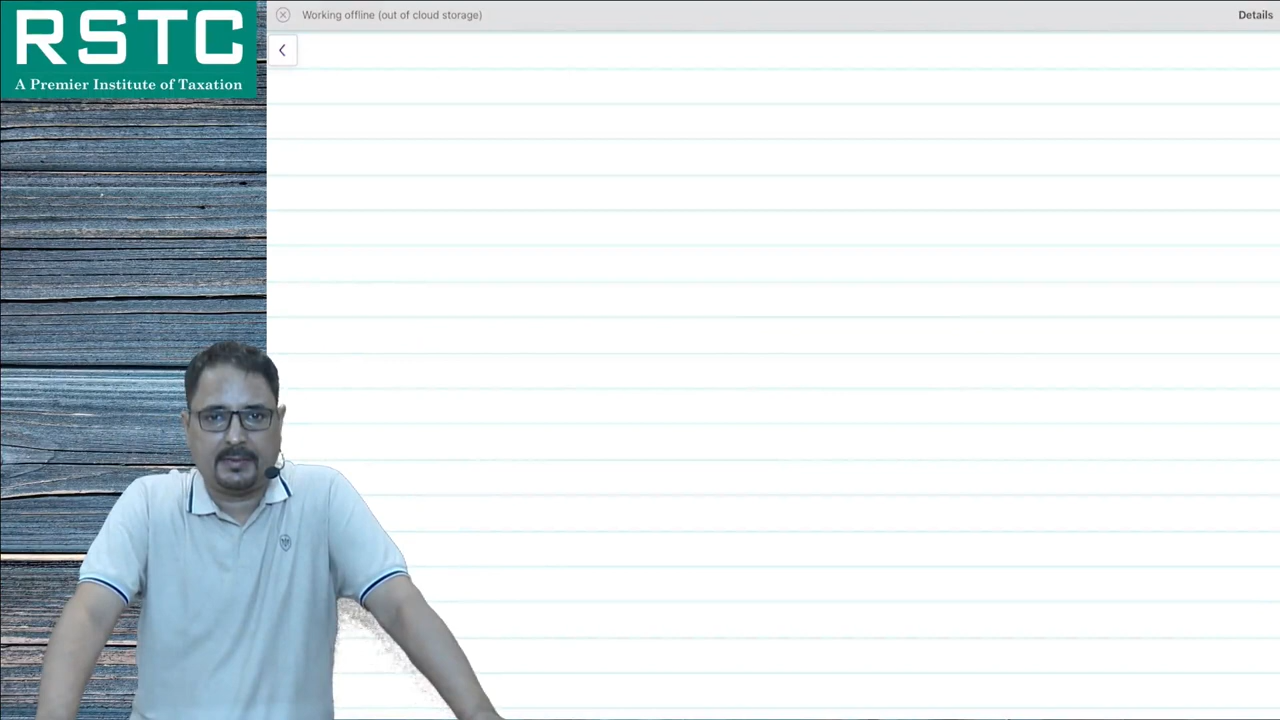 RSTC
A Premier Institute of Taxation
Working offline (out of cloud storage)
Details